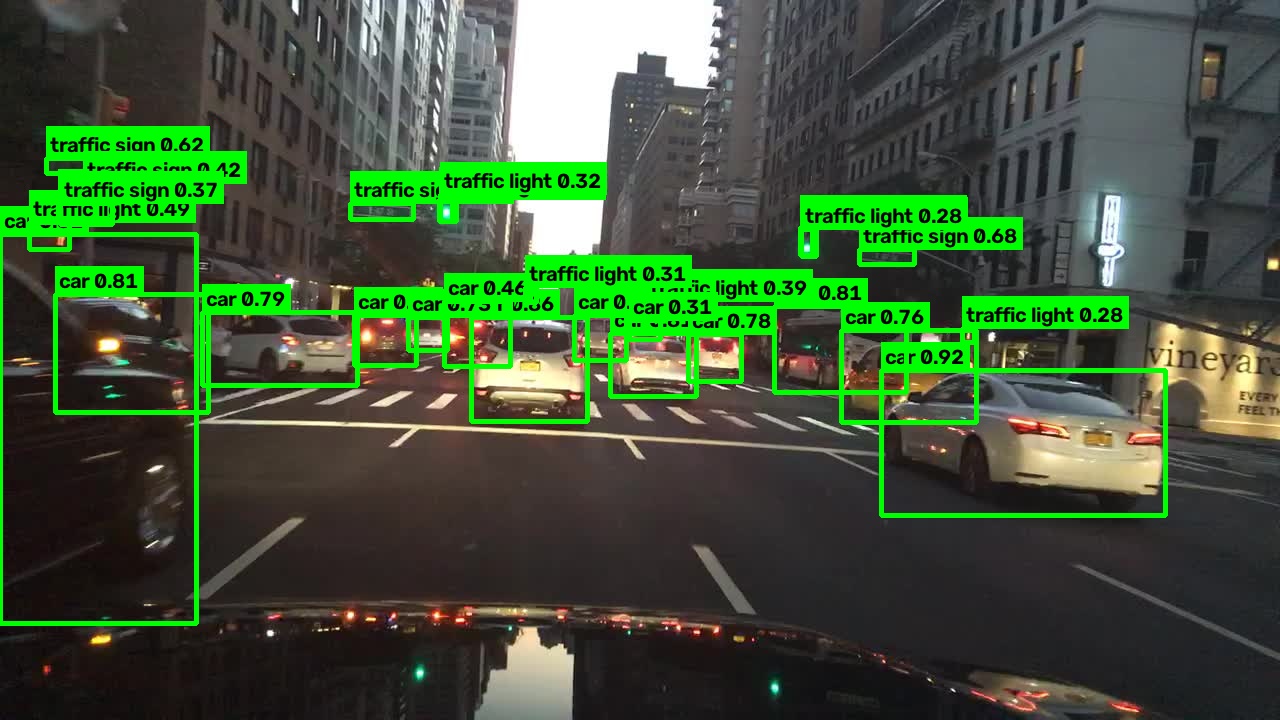 traffic sign 0.62
traffic sign 0.42
traffic sign 0.37
traffic light 0.49
traffic light 0.32
traffic light 0.28
traffic sign 0.68
car 0.81
car 0.79
car 0.46
traffic light 0.31
light 0.39
0.81
car 0.31
car 0.78
car 0.76
traffic light 0.28
car 0.92
vineyar
EVERY
FEEL